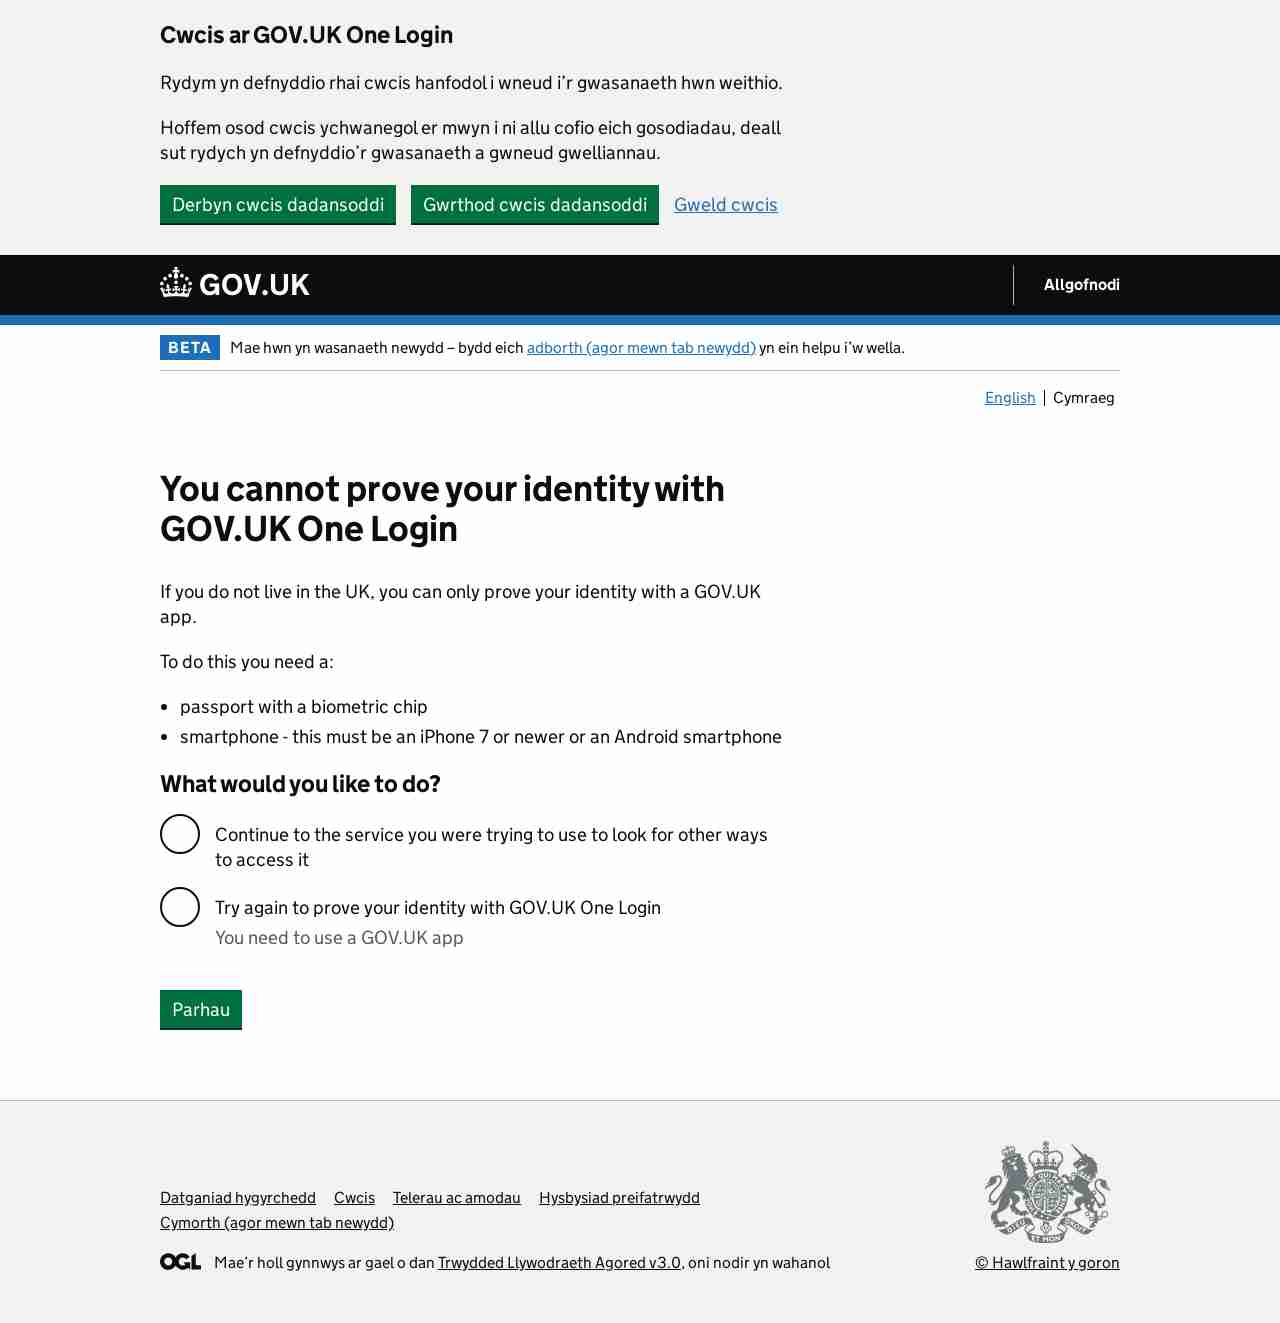 Cwcis ar GOV.UK One Login
Rydym yn defnyddio rhai cwcis hanfodol i wneud i’r gwasanaeth hwn weithio.
Hoffem osod cwcis ychwanegol er mwyn i ni allu cofio eich gosodiadau, deall
sut rydych yn defnyddio’r gwasanaeth a gwneud gwelliannau.
Derbyn cwcis dadansoddi Gwrthod cwcis dadansoddi Gweld cwcis
GOV.UK Allgofnodi
BETA Mae hwn yn wasanaeth newydd – bydd eich adborth (agor mewn tab newydd) yn ein helpu i’w wella.
English Cymraeg
You cannot prove your identity with
GOV.UK One Login
If you do not live in the UK, you can only prove your identity with a GOV.UK
app.
To do this you need a:
• passport with a biometric chip
• smartphone - this must be an iPhone 7 or newer or an Android smartphone
What would you like to do?
Continue to the service you were trying to use to look for other ways
to access it
Try again to prove your identity with GOV.UK One Login
You need to use a GOV.UK app
Parhau
Datganiad hygyrchedd Cwcis Telerau ac amodau Hysbysiad preifatrwydd
Cymorth (agor mewn tab newydd)
OGL Mae’r holl gynnwys ar gael o dan Trwydded Llywodraeth Agored v3.0, oni nodir yn wahanol
© Hawlfraint y goron